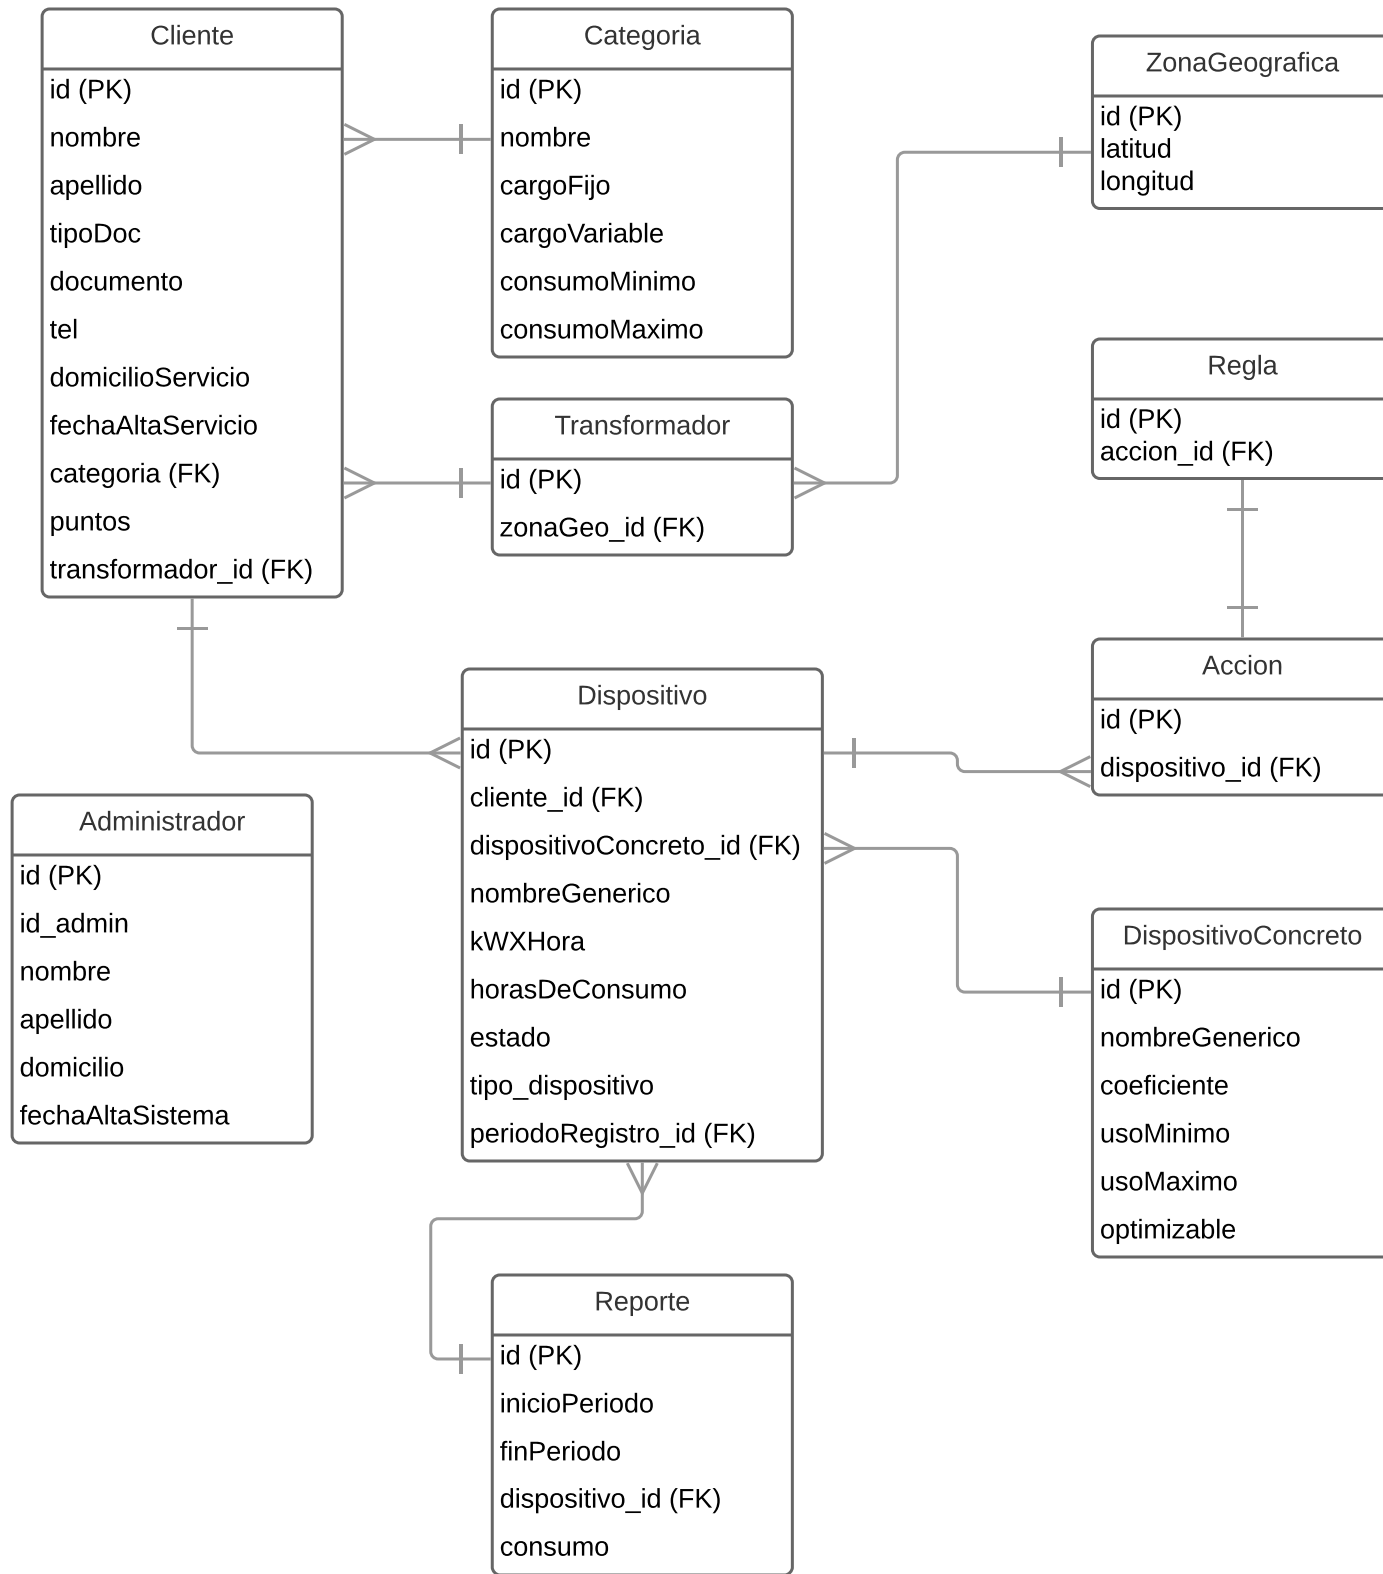 Cliente
id (PK)
nombre
apellido
tipoDoc
documento
tel
domicilioServicio
fechaAltaServicio
categoria (FK)
puntos
transformador_id (FK)
Categoria
id (PK)
nombre
cargoFijo
cargoVariable
consumoMinimo
consumoMaximo
ZonaGeografica
id (PK)
latitud
longitud
Transformador
id (PK)
zonaGeo_id (FK)
Regla
id (PK)
accion_id (FK)
Accion
id (PK)
dispositivo_id (FK)
Dispositivo
id (PK)
cliente_id (FK)
dispositivoConcreto_id (FK)
nombreGenerico
kWXHora
horasDeConsumo
estado
tipo_dispositivo
periodoRegistro_id (FK)
Administrador
id (PK)
id_admin
nombre
apellido
domicilio
fechaAltaSistema
DispositivoConcreto
id (PK)
nombreGenerico
coeficiente
usoMinimo
usoMaximo
optimizable
Reporte
id (PK)
inicioPeriodo
finPeriodo
dispositivo_id (FK)
consumo